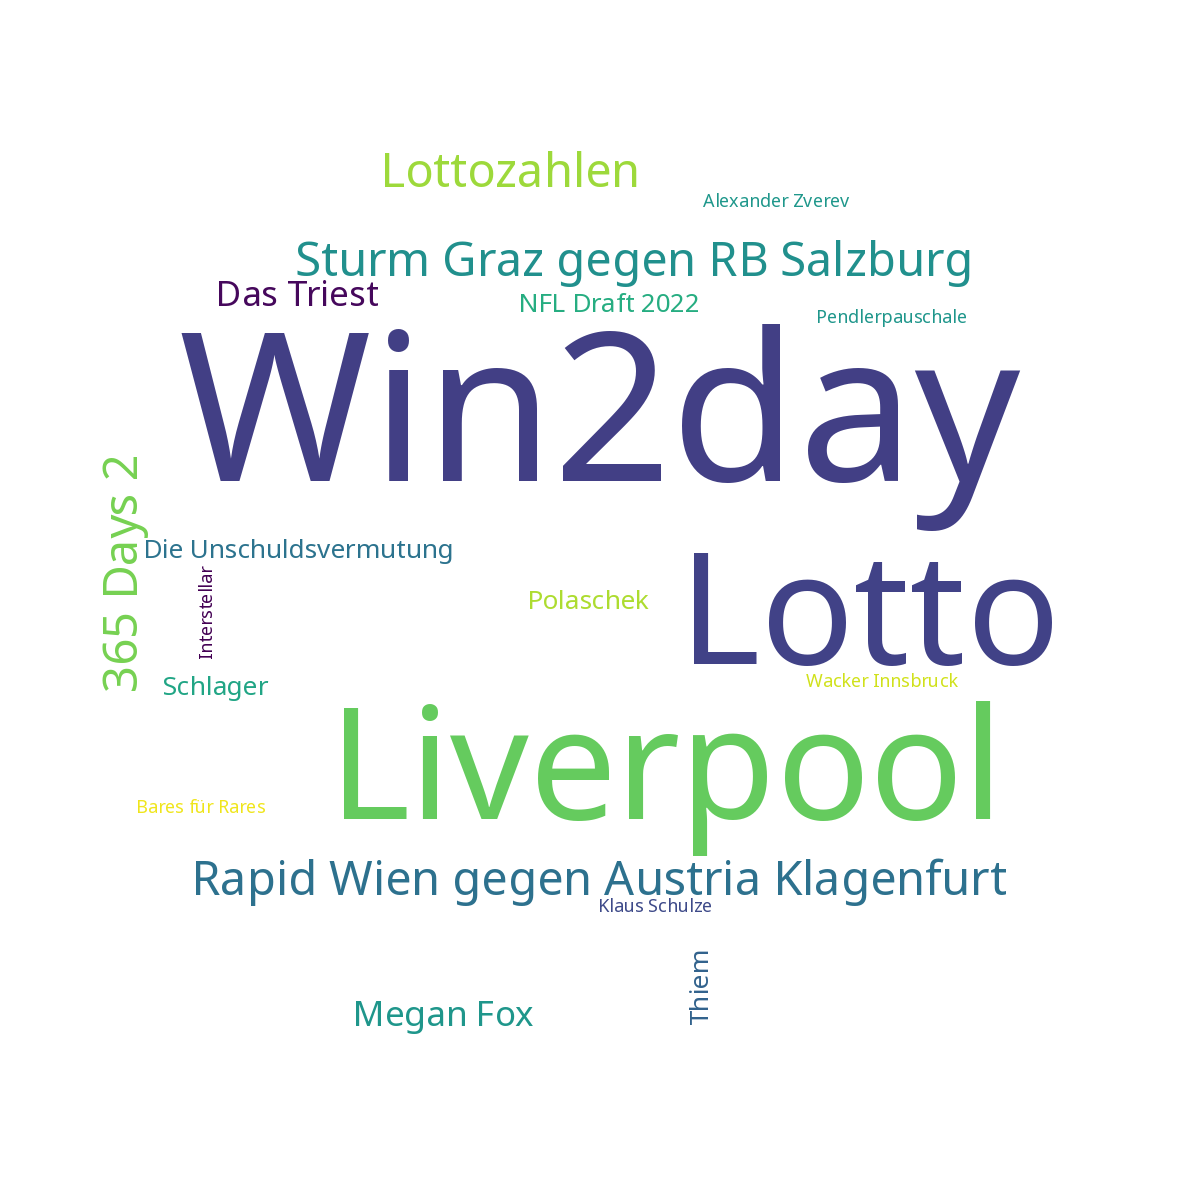 Lottozahlen
Alexander Zverev
Sturm Graz gegen RB Salzburg
Das Triest
NFL Draft 2022
Pendlerpauschale
Win2day
365 Days 2
Die Unschuldsvermutung
Interstellar
Polaschek
Lotto
Schlager
Wacker Innsbruck
Liverpool
Bares für Rares
Rapid Wien gegen Austria Klagenfurt
Klaus Schulze
Thiem
Megan Fox